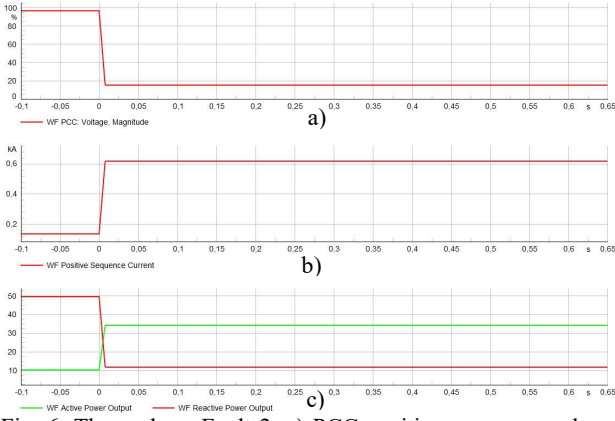 100
%
80
60
40
20
0
-0,1 -0,05 0 0,05 0,1 0,15 0,2 0,25 0,3 0,35 0,4 0,45 0,5 0,55 0,6 s 0,65
WF PCC: Voltage, Magnitude
a)
kA
0,6
0,4
0,2
-0,1 -0,05 0 0,05 0,1 0,15 0,2 0,25 0,3 0,35 0,4 0,45 0,5 0,55 0,6 s 0,65
WF Positive Sequence Current
b)
50
40
30
20
10
-0,1 -0,05 0 0,05 0,1 0,15 0,2 0,25 0,3 0,35 0,4 0,45 0,5 0,55 0,6 s 0,65
WF Active Power Output WF Reactive Power Output
c)
Fig. 6. Fault 2 a) PCC